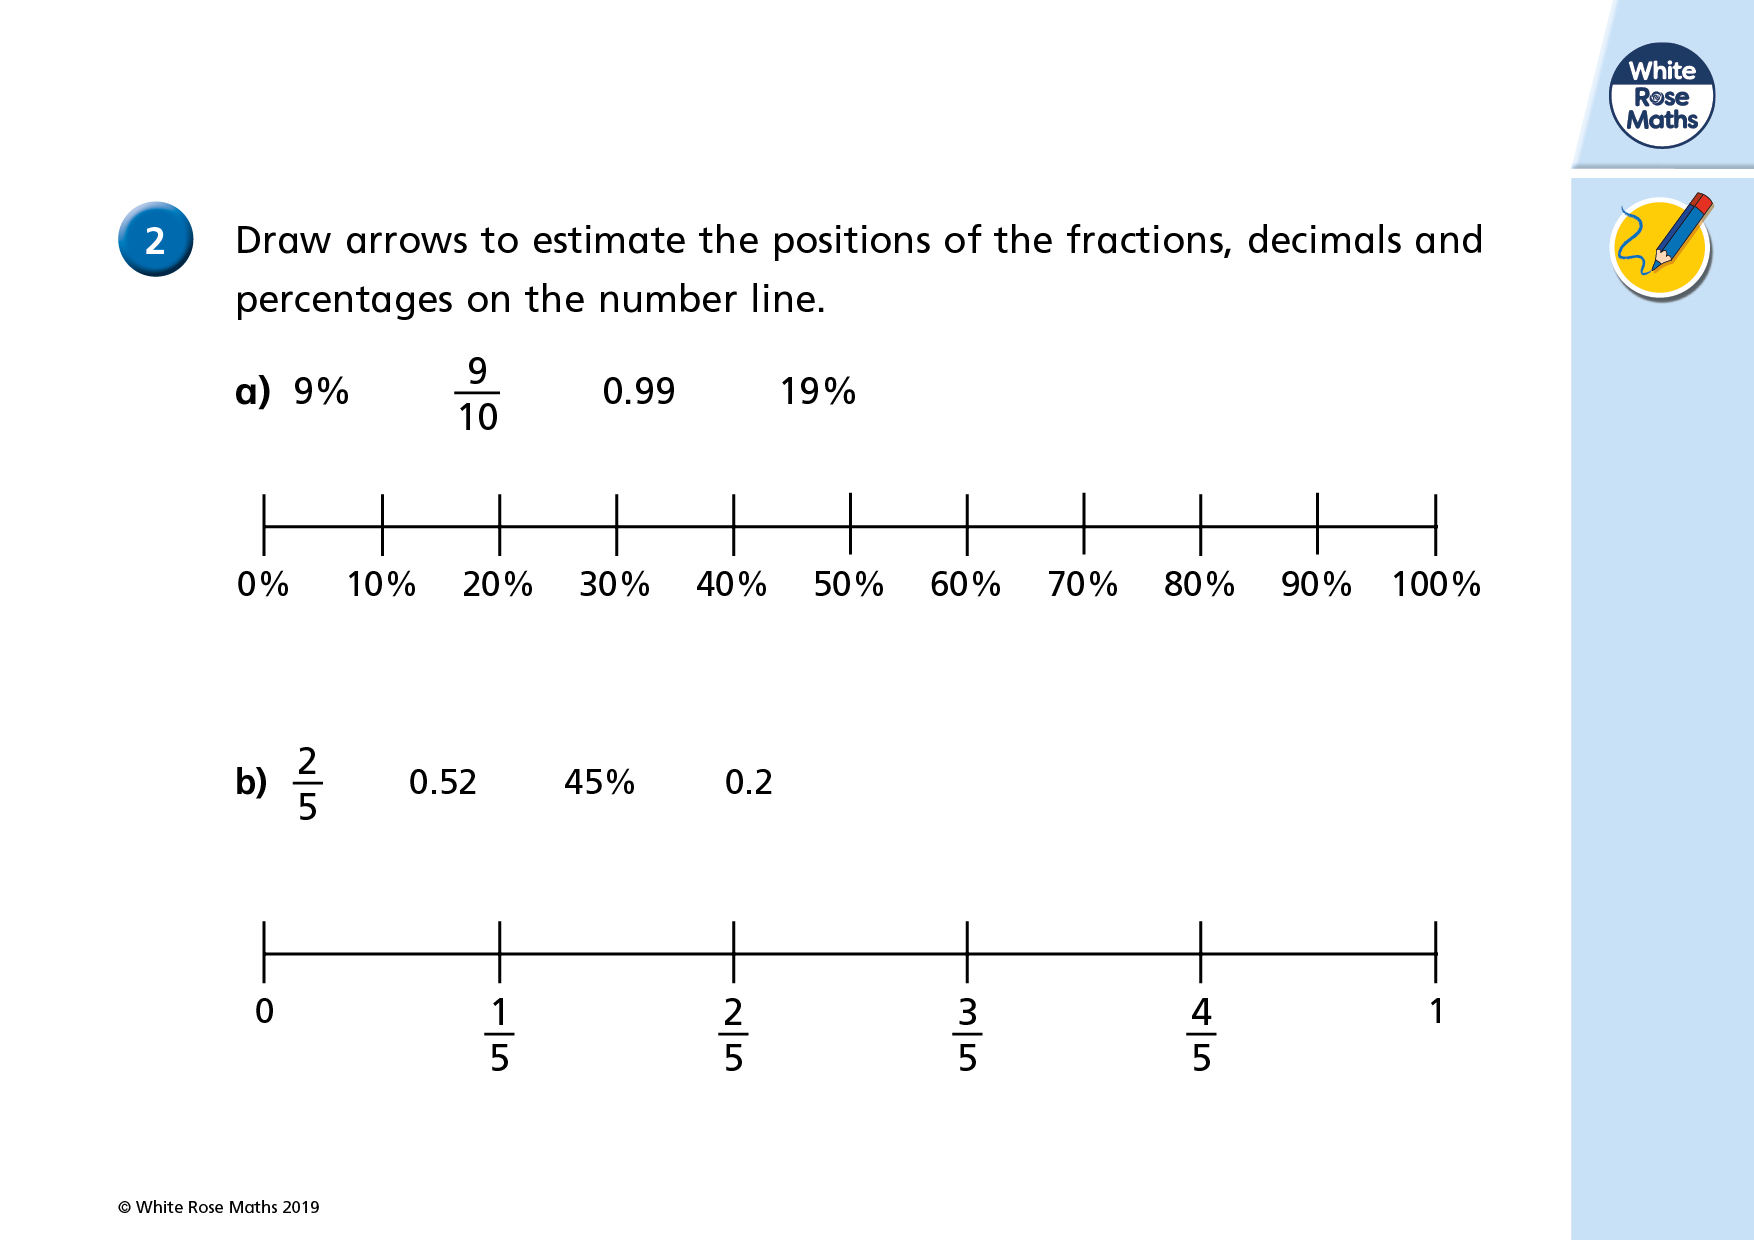 White
Rose
Maths
2 Draw arrows to estimate the positions of the fractions, decimals and
percentages on the number line.
a) 9% 9/10 0.99 19%
0% 10% 20% 30% 40% 50% 60% 70% 80% 90% 100%
b) 2/5 0.52 45% 0.2
0 1/5 2/5 3/5 4/5 1
© White Rose Maths 2019